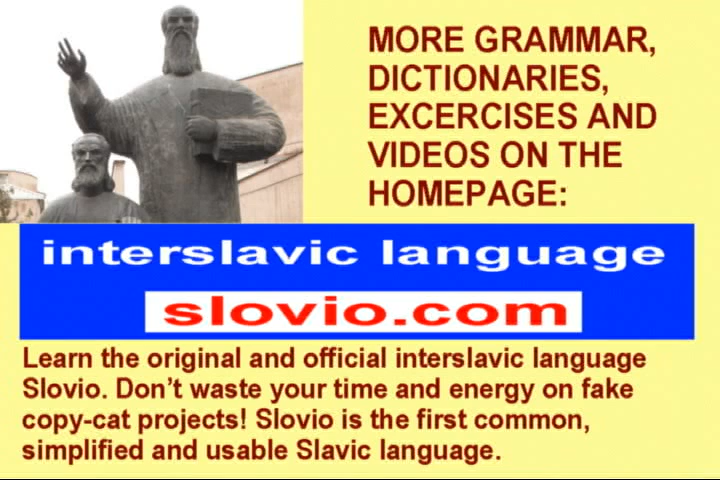 MORE GRAMMAR,
DICTIONARIES,
EXCERCISES AND
VIDEOS ON THE
HOMEPAGE:
interslavic language
slovio.com
Learn the original and official interslavic language
Slovio. Don't waste your time and energy on fake
copy-cat projects! Slovio is the first common,
simplified and usable Slavic language.